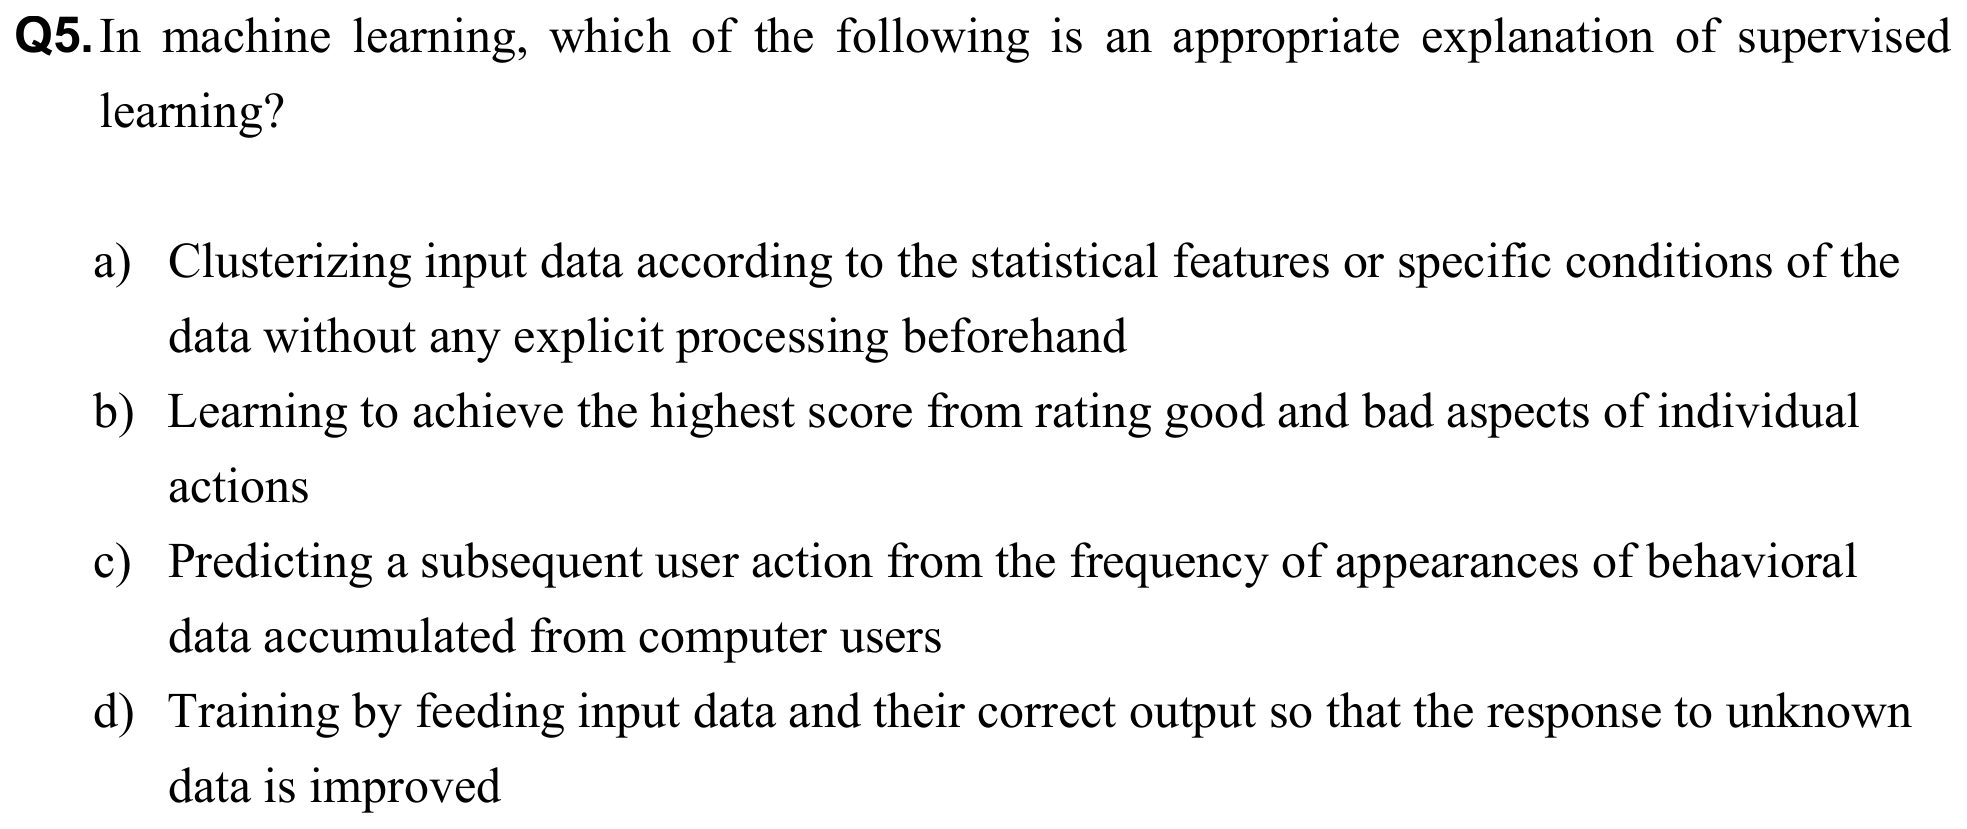 Q5. In machine learning, which of the following is an appropriate explanation of supervised
learning?
a) Clusterizing input data according to the statistical features or specific conditions of the
data without any explicit processing beforehand
b) Learning to achieve the highest score from rating good and bad aspects of individual
actions
c) Predicting a subsequent user action from the frequency of appearances of behavioral
data accumulated from computer users
d) Training by feeding input data and their correct output so that the response to unknown
data is improved